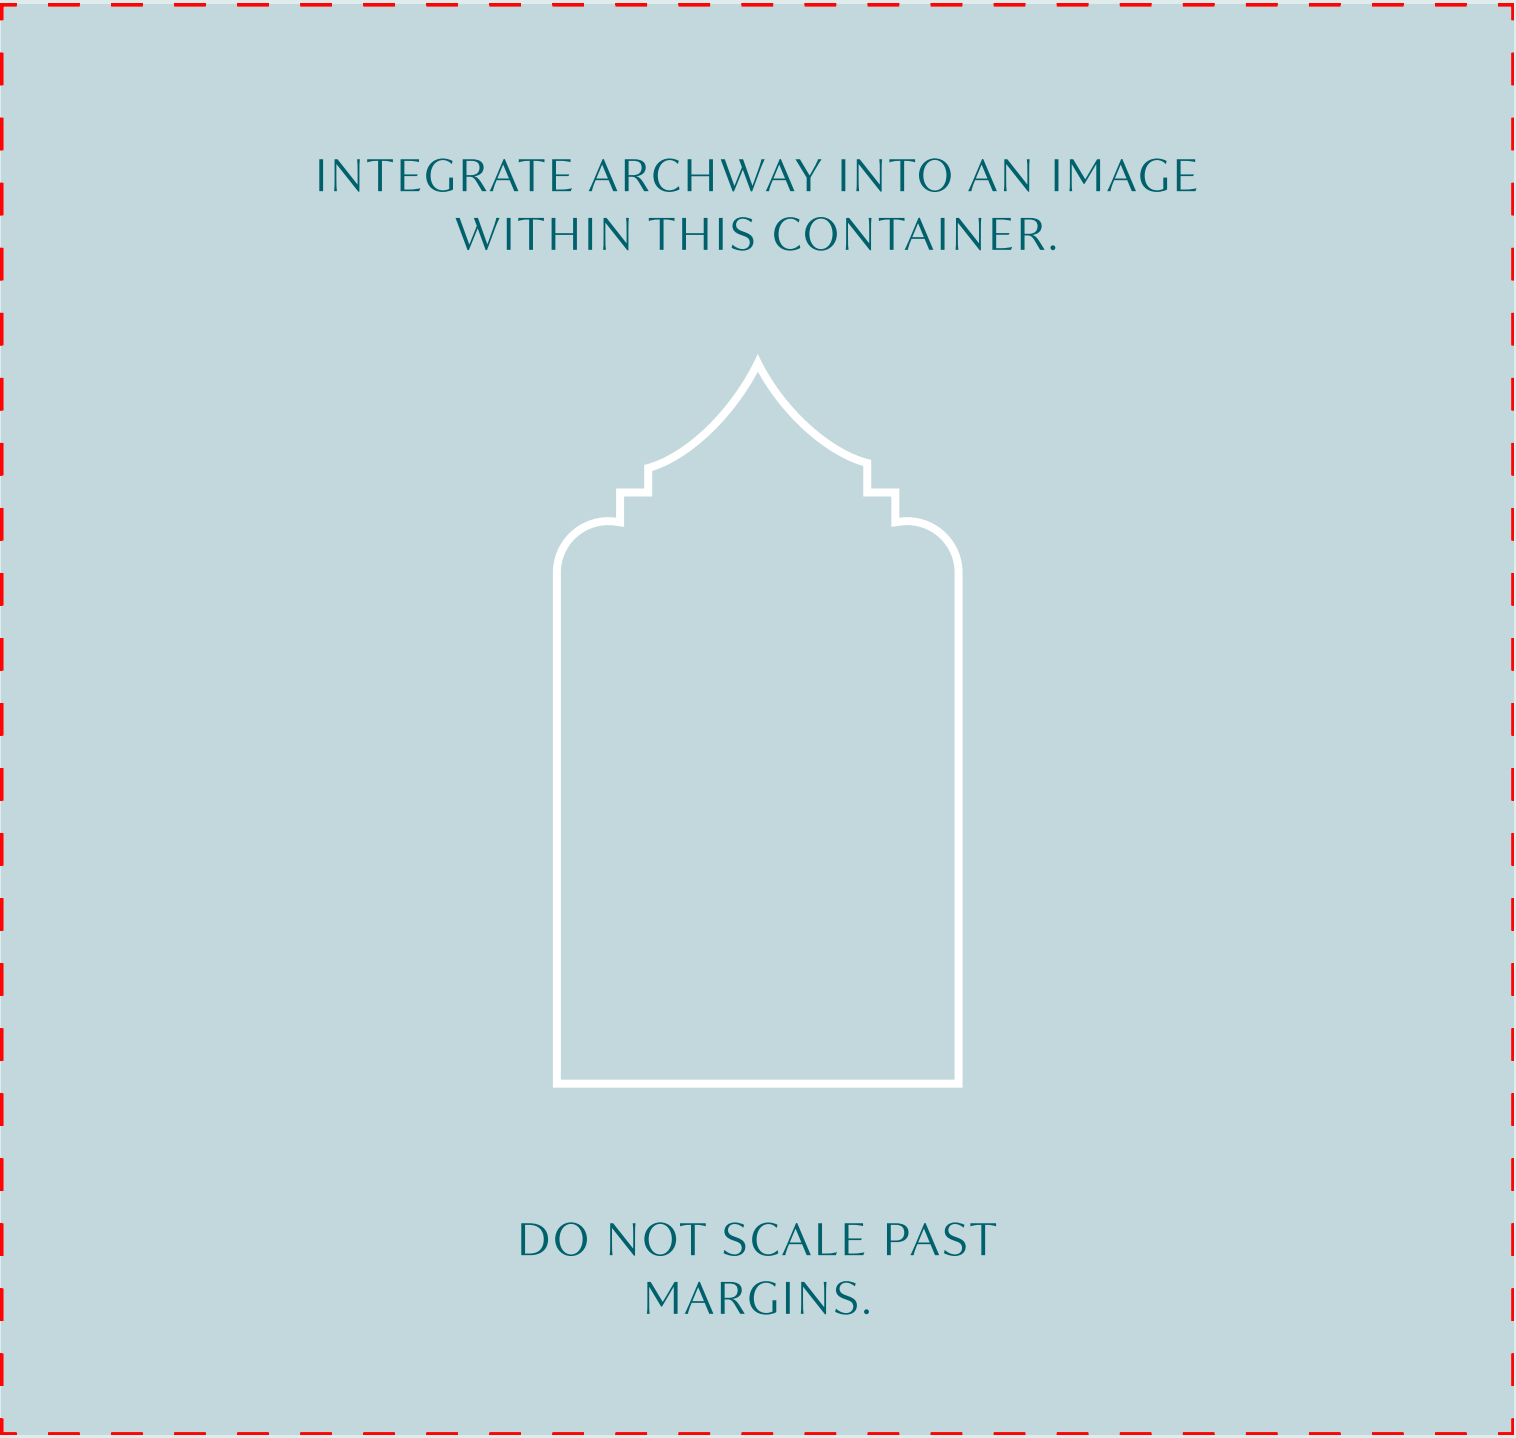 INTEGRATE ARCHWAY INTO AN IMAGE
WITHIN THIS CONTAINER.
DO NOT SCALE PAST
MARGINS.